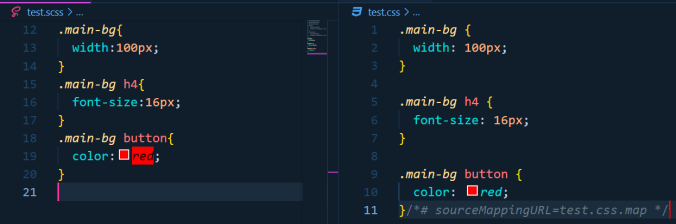 test.scss > ...
12 .main-bg{
13 width:100px;
14 }
15 .main-bg h4{
16 font-size:16px;
17 }
18 .main-bg button{
19 color:red;
20 }
21
test.css > ...
1 .main-bg {
2 width: 100px;
3 }
4
5 .main-bg h4 {
6 font-size: 16px;
7 }
8
9 .main-bg button {
10 color: red;
11 }/*# sourceMappingURL=test.css.map */